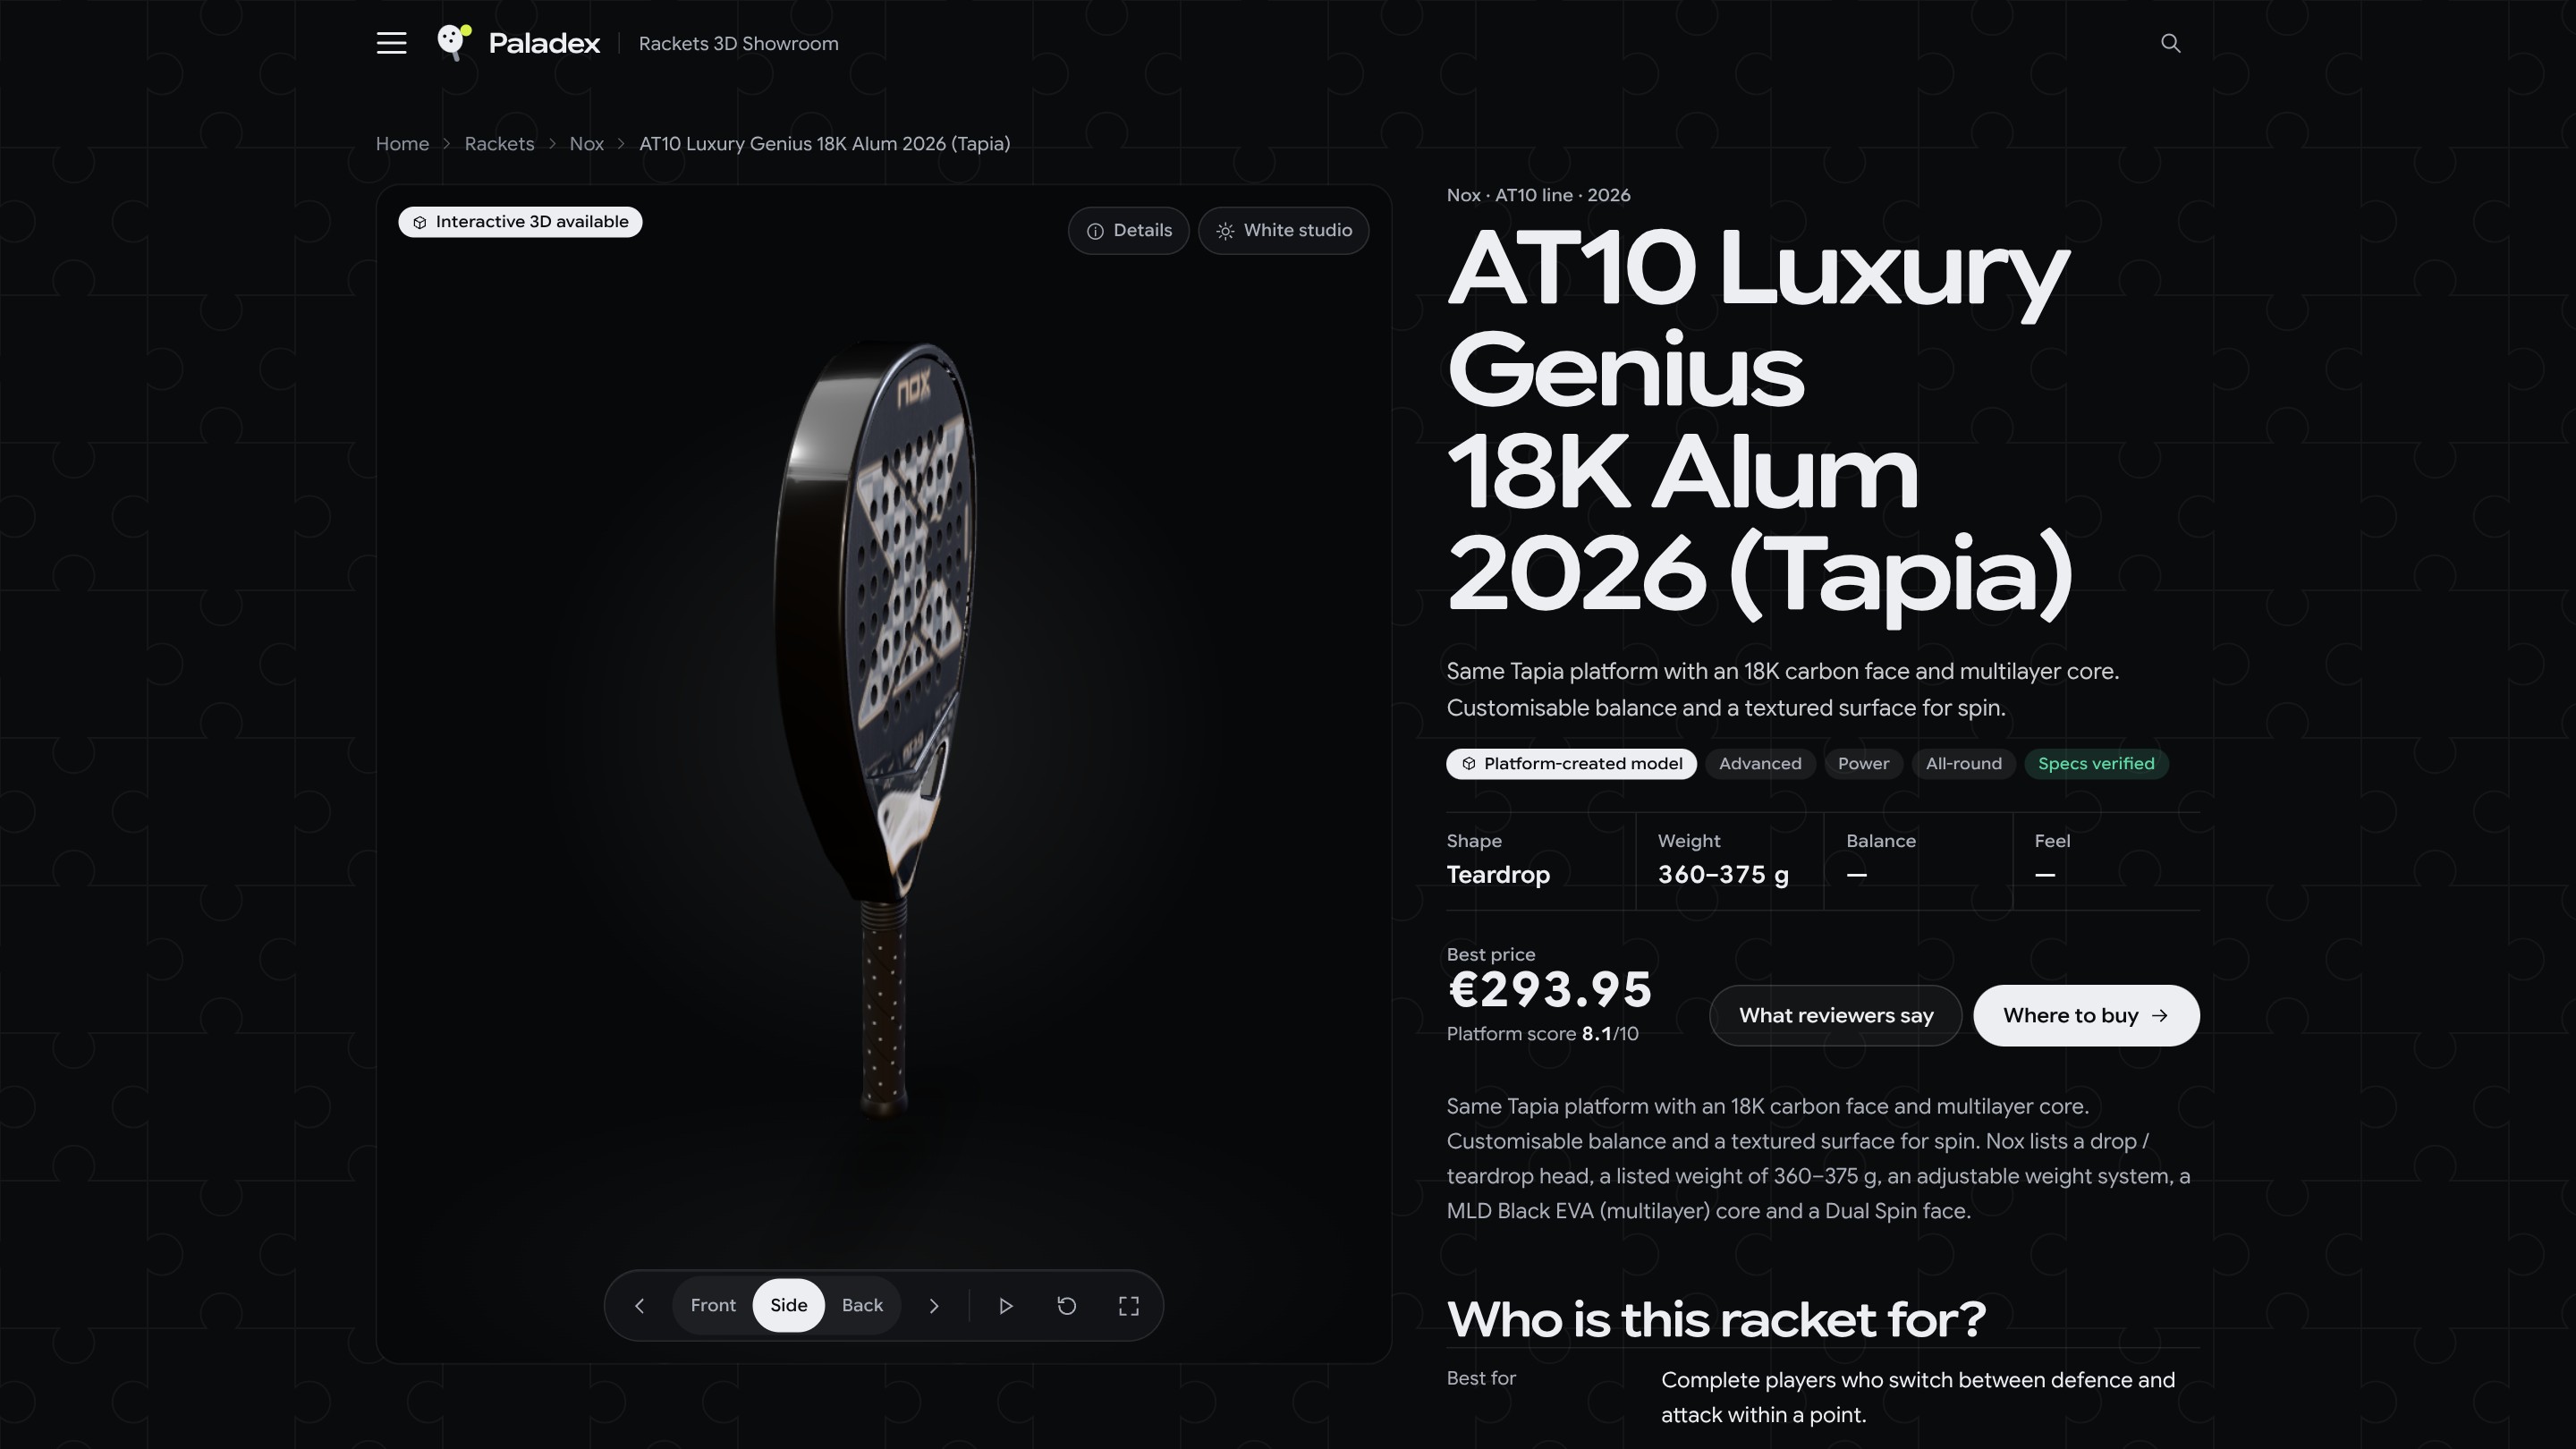 Paladex
Rackets 3D Showroom
Home > Rackets > Nox > AT10 Luxury Genius 18K Alum 2026 (Tapia)
Interactive 3D available
Details
White studio
nox
Front
Side
Back
Nox · AT10 line · 2026
AT10 Luxury
Genius
18K Alum
2026 (Tapia)
Same Tapia platform with an 18K carbon face and multilayer core.
Customisable balance and a textured surface for spin.
Platform-created model
Advanced
Power
All-round
Specs verified
Shape
Teardrop
Weight
360–375 g
Balance
—
Feel
—
Best price
€293.95
Platform score 8.1/10
What reviewers say
Where to buy →
Same Tapia platform with an 18K carbon face and multilayer core.
Customisable balance and a textured surface for spin. Nox lists a drop /
teardrop head, a listed weight of 360–375 g, an adjustable weight system, a
MLD Black EVA (multilayer) core and a Dual Spin face.
Who is this racket for?
Best for
Complete players who switch between defence and
attack within a point.